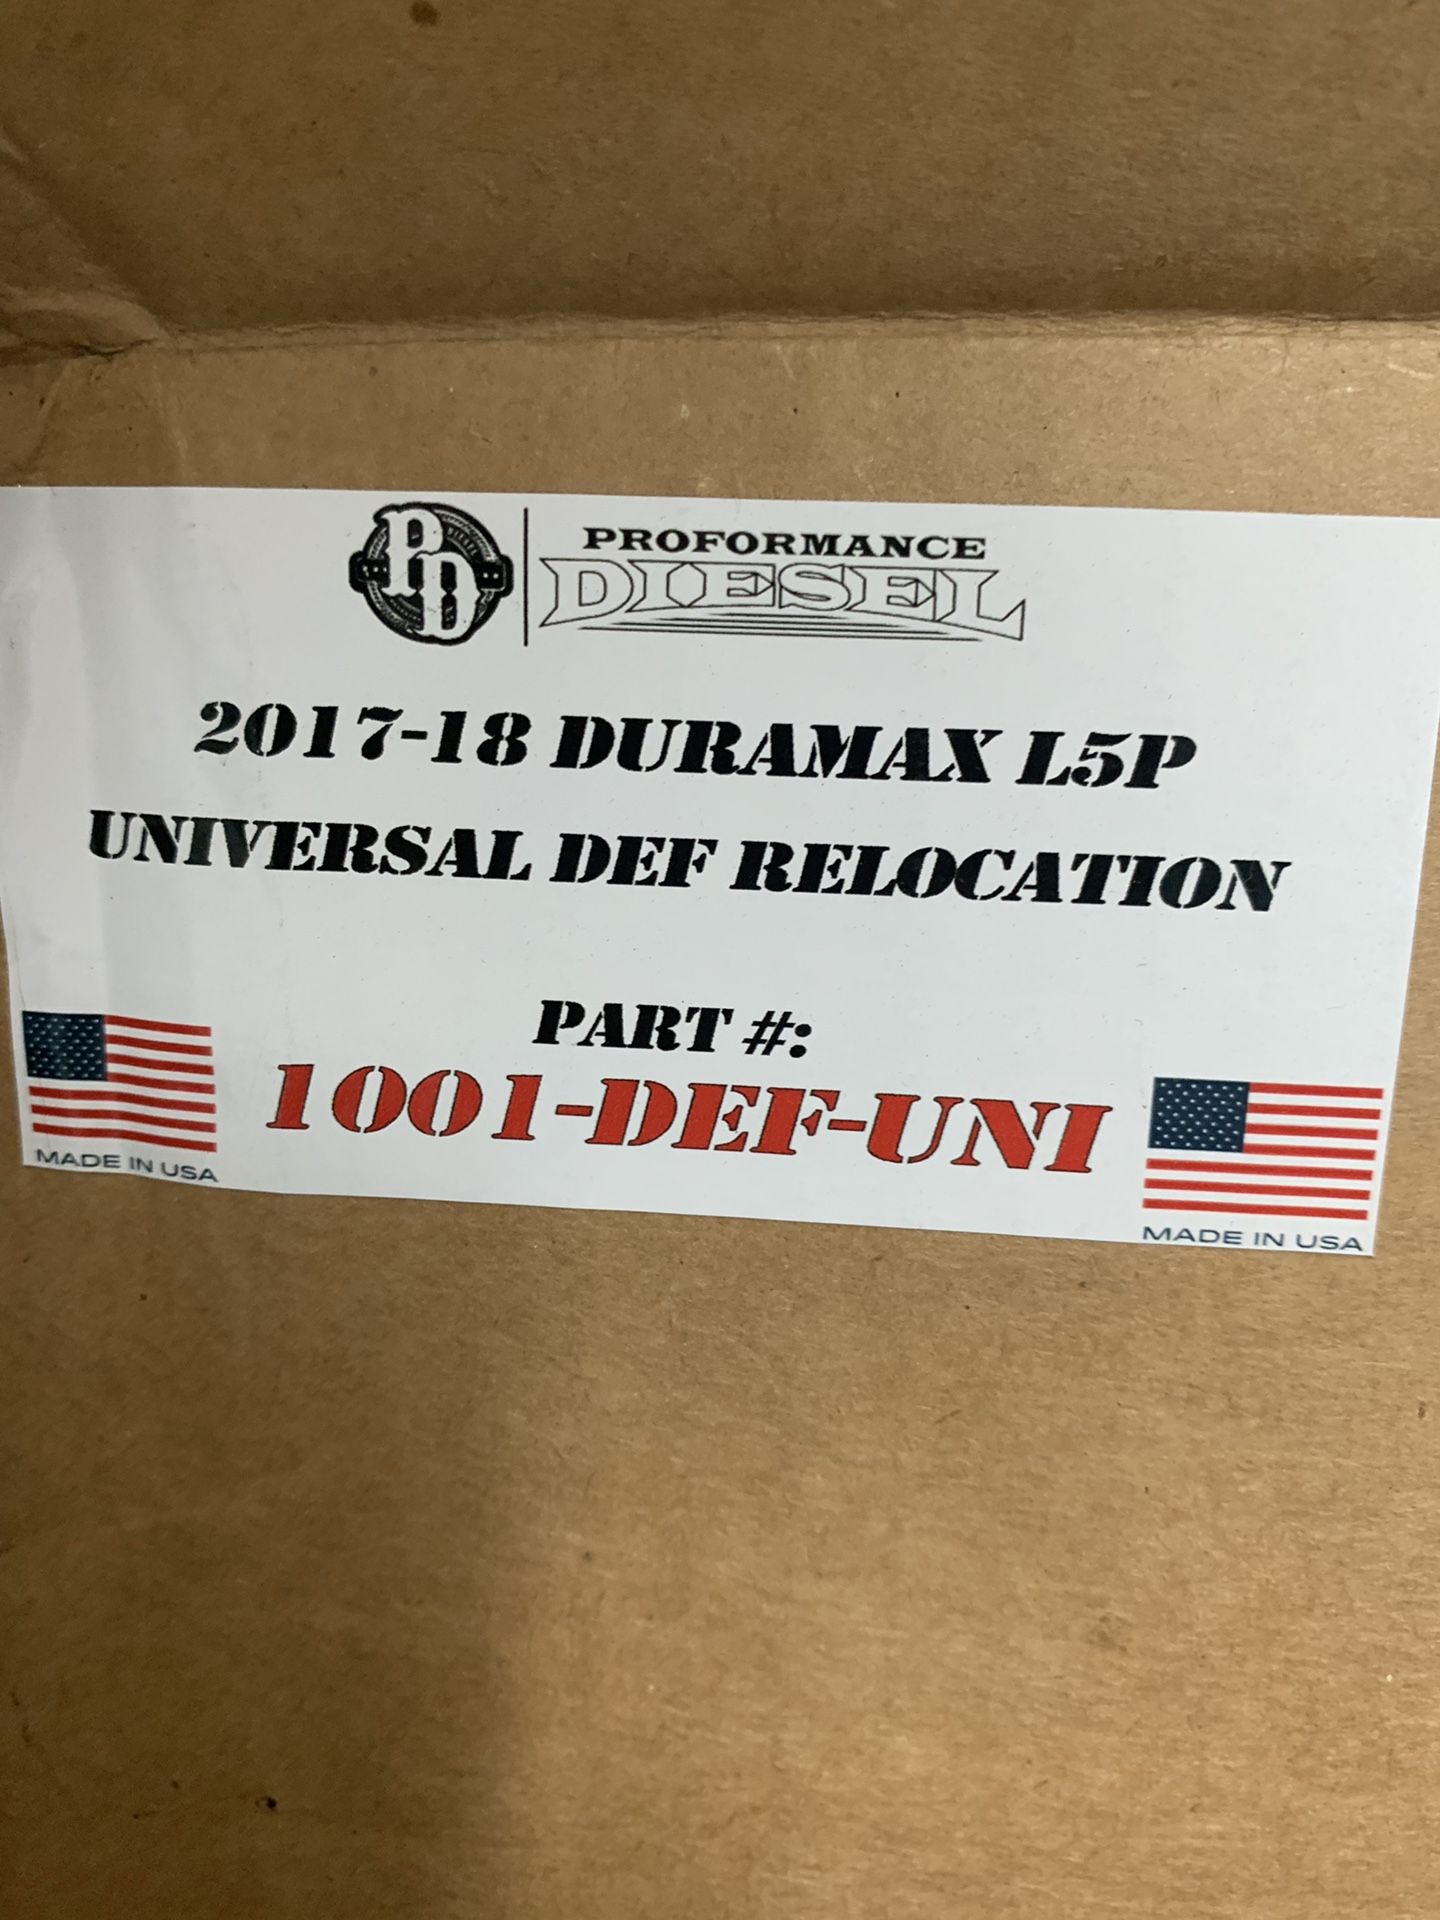 PD
PROFORMANCE
DIESEL
2017-18 DURAMAX L5P
UNIVERSAL DEF RELOCATION
PART #:
1001-DEF-UNI
MADE IN USA
MADE IN USA